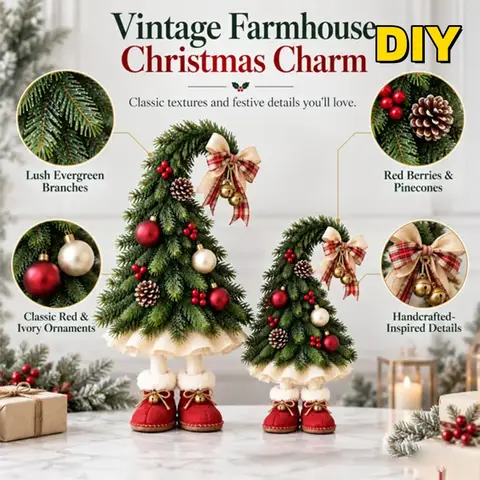 Vintage Farmhouse
DIY
Christmas Charm
Classic textures and festive details you'll love.
Lush Evergreen
Branches
Red Berries &
Pinecones
Classic Red &
Ivory Ornaments
Handcrafted-
Inspired Details